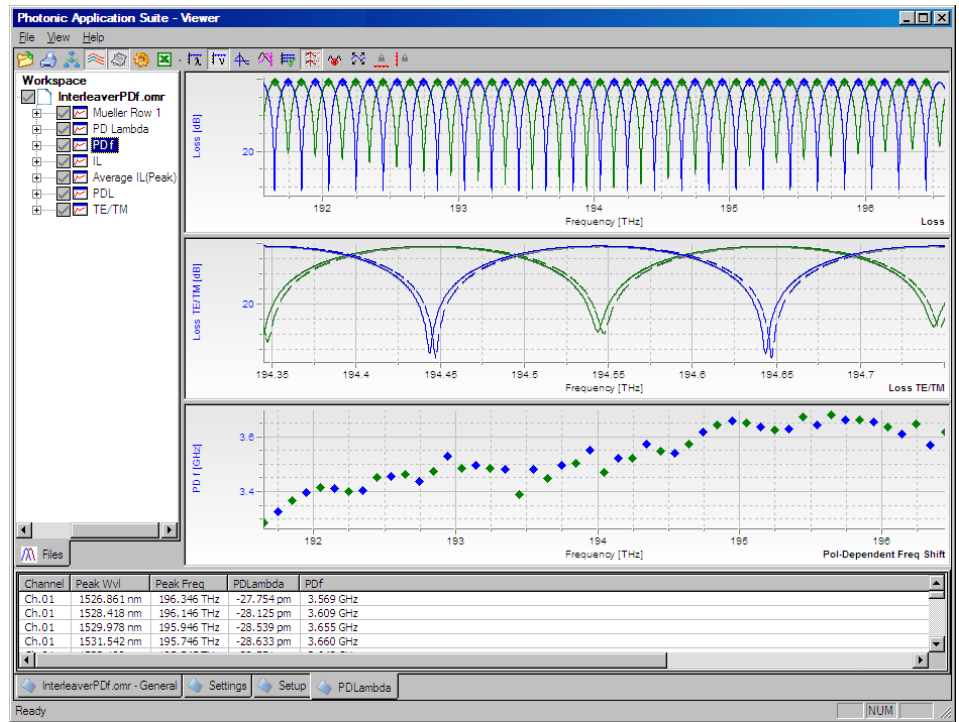 Photonic Application Suite - Viewer
File View Help
Workspace
InterleaverPDf.omr
Mueller Row 1
PD Lambda
PD f
IL
Average IL(Peak)
PDL
TE/TM
Files
Loss [dB]
20
192 193 194 195 196
Frequency [THz]
Loss
Loss TE/TM [dB]
20
194.35 194.4 194.45 194.5 194.55 194.6 194.65 194.7
Frequency [THz]
Loss TE/TM
PD f [GHz]
3.6
3.4
192 193 194 195 196
Frequency [THz]
Pol-Dependent Freq Shift
Channel Peak Wvl Peak Freq PDLambda PDf
Ch.01 1526.861 nm 196.346 THz -27.754 pm 3.569 GHz
Ch.01 1528.418 nm 196.146 THz -28.125 pm 3.609 GHz
Ch.01 1529.978 nm 195.946 THz -28.539 pm 3.655 GHz
Ch.01 1531.542 nm 195.746 THz -28.633 pm 3.660 GHz
InterleaverPDf.omr - General Settings Setup PDLambda
Ready NUM